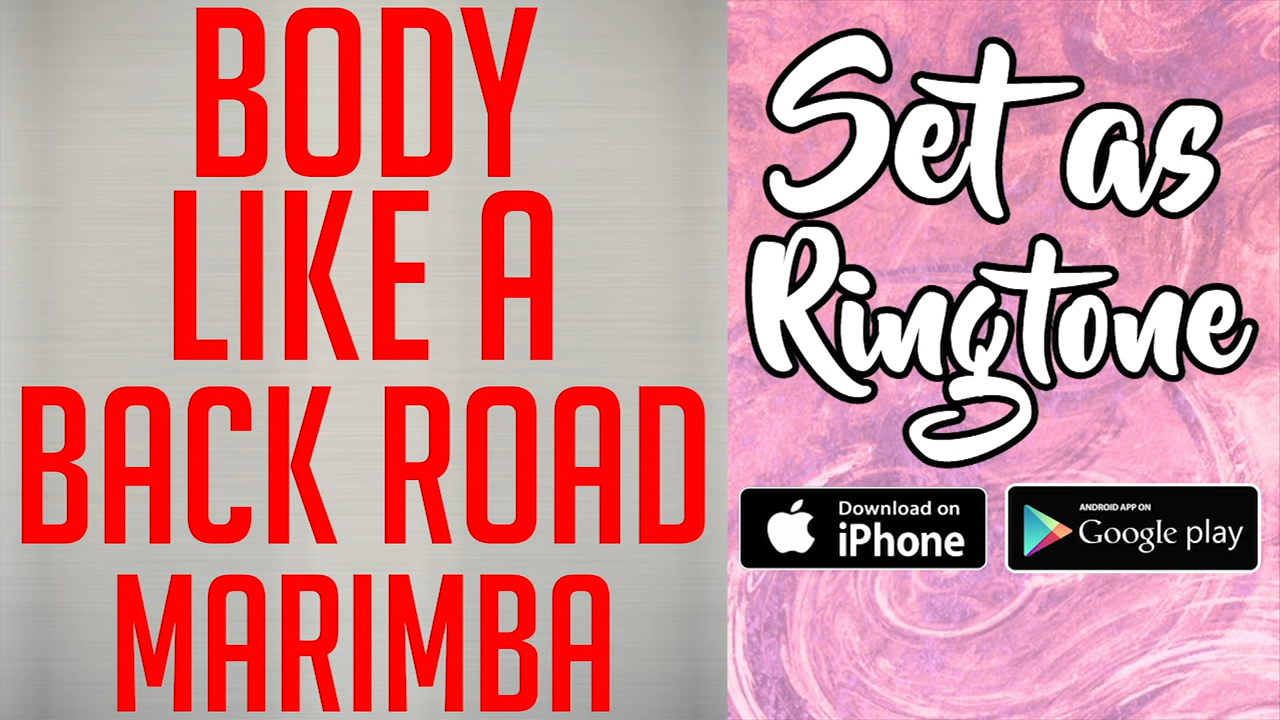 BODY
LIKE A
BACK ROAD
MARIMBA
Set as
Ringtone
Download on
iPhone
ANDROID APP ON
Google play